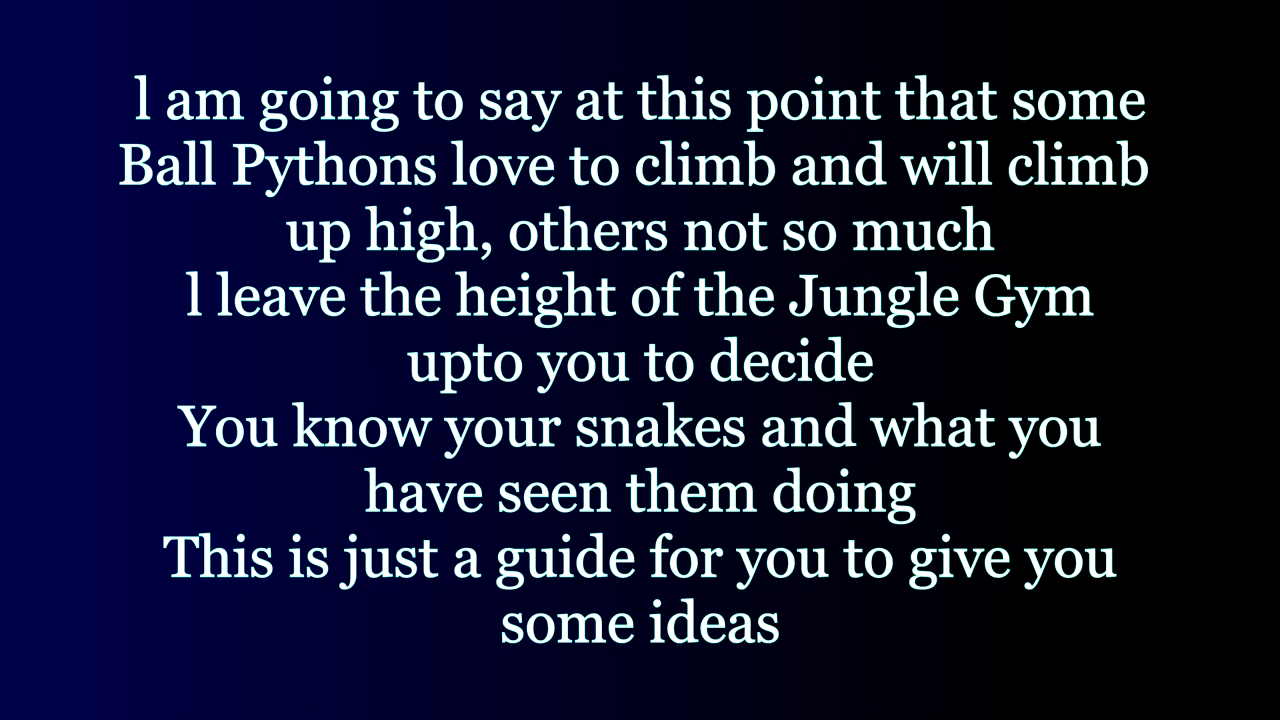 l am going to say at this point that some
Ball Pythons love to climb and will climb
up high, others not so much
l leave the height of the Jungle Gym
upto you to decide
You know your snakes and what you
have seen them doing
This is just a guide for you to give you
some ideas